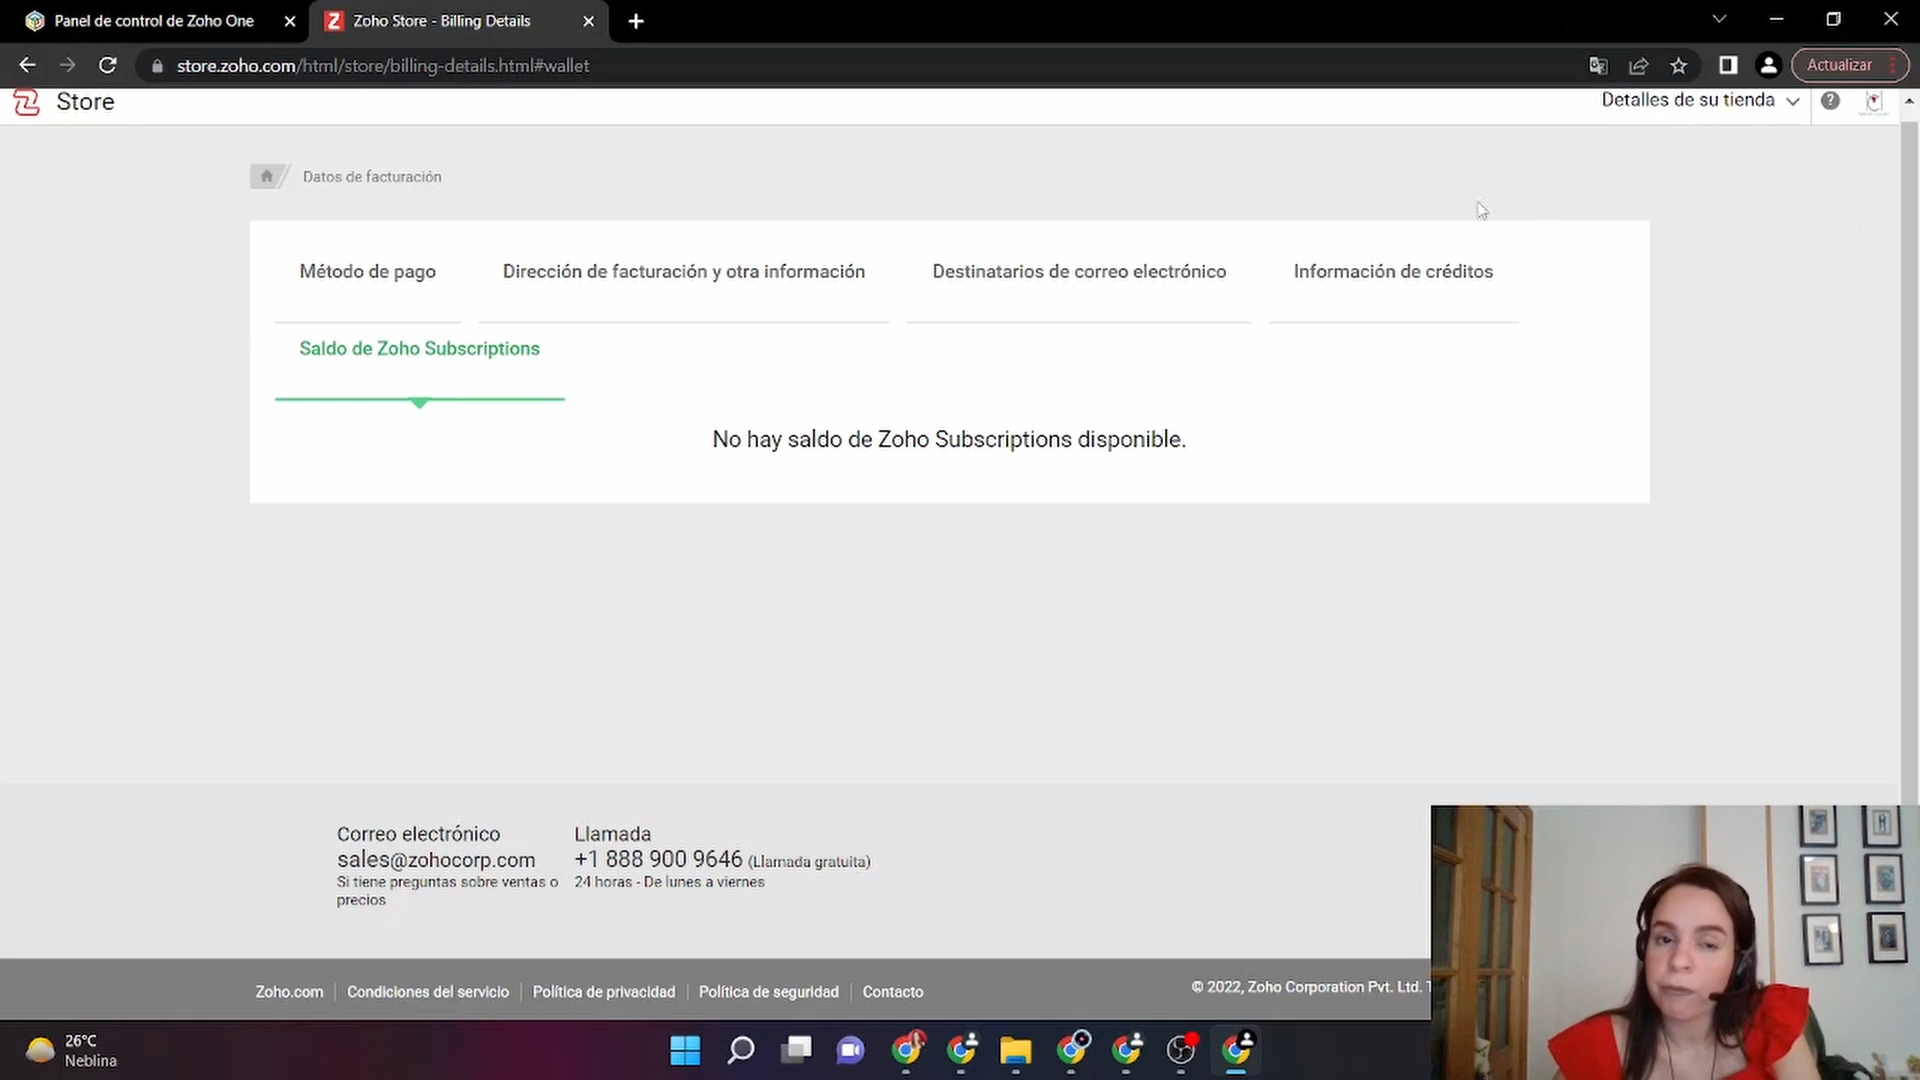 Panel de control de Zoho One
Zoho Store - Billing Details
store.zoho.com/html/store/billing-details.html#wallet
Actualizar
Store
Detalles de su tienda
Datos de facturación
Método de pago
Dirección de facturación y otra información
Destinatarios de correo electrónico
Información de créditos
Saldo de Zoho Subscriptions
No hay saldo de Zoho Subscriptions disponible.
Correo electrónico
sales@zohocorp.com
Si tiene preguntas sobre ventas o
precios
Llamada
+1 888 900 9646 (Llamada gratuita)
24 horas - De lunes a viernes
Zoho.com
Condiciones del servicio
Política de privacidad
Política de seguridad
Contacto
© 2022, Zoho Corporation Pvt. Ltd.
26°C
Neblina